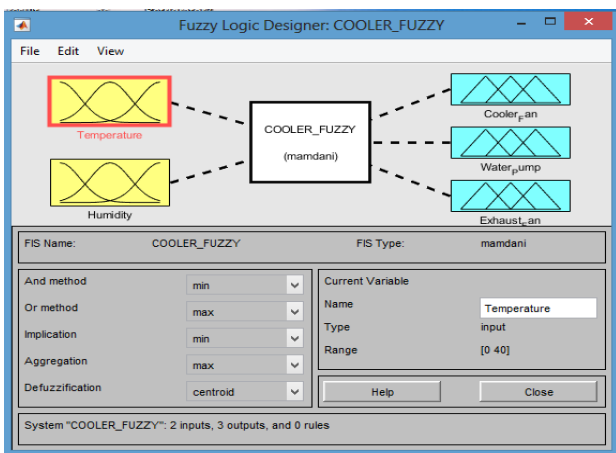 Fuzzy Logic Designer: COOLER_FUZZY
File Edit View
Temperature
Humidity
COOLER_FUZZY
(mamdani)
Cooler_Fan
Water_Pump
Exhaust_Fan
FIS Name: COOLER_FUZZY FIS Type: mamdani
And method min
Or method max
Implication min
Aggregation max
Defuzzification centroid
Current Variable
Name Temperature
Type input
Range [0 40]
Help Close
System "COOLER_FUZZY": 2 inputs, 3 outputs, and 0 rules